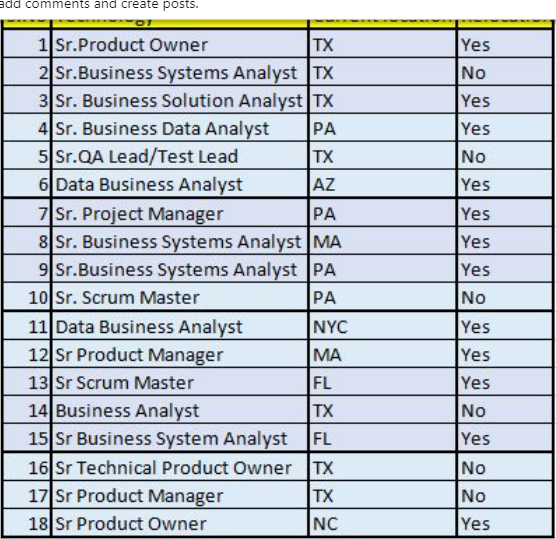 add comments and create posts.
S.No Technology Current location Relocation
1 Sr.Product Owner TX Yes
2 Sr.Business Systems Analyst TX No
3 Sr. Business Solution Analyst TX Yes
4 Sr. Business Data Analyst PA Yes
5 Sr.QA Lead/Test Lead TX No
6 Data Business Analyst AZ Yes
7 Sr. Project Manager PA Yes
8 Sr. Business Systems Analyst MA Yes
9 Sr.Business Systems Analyst PA Yes
10 Sr. Scrum Master PA No
11 Data Business Analyst NYC Yes
12 Sr Product Manager MA Yes
13 Sr Scrum Master FL Yes
14 Business Analyst TX No
15 Sr Business System Analyst FL Yes
16 Sr Technical Product Owner TX No
17 Sr Product Manager TX No
18 Sr Product Owner NC Yes